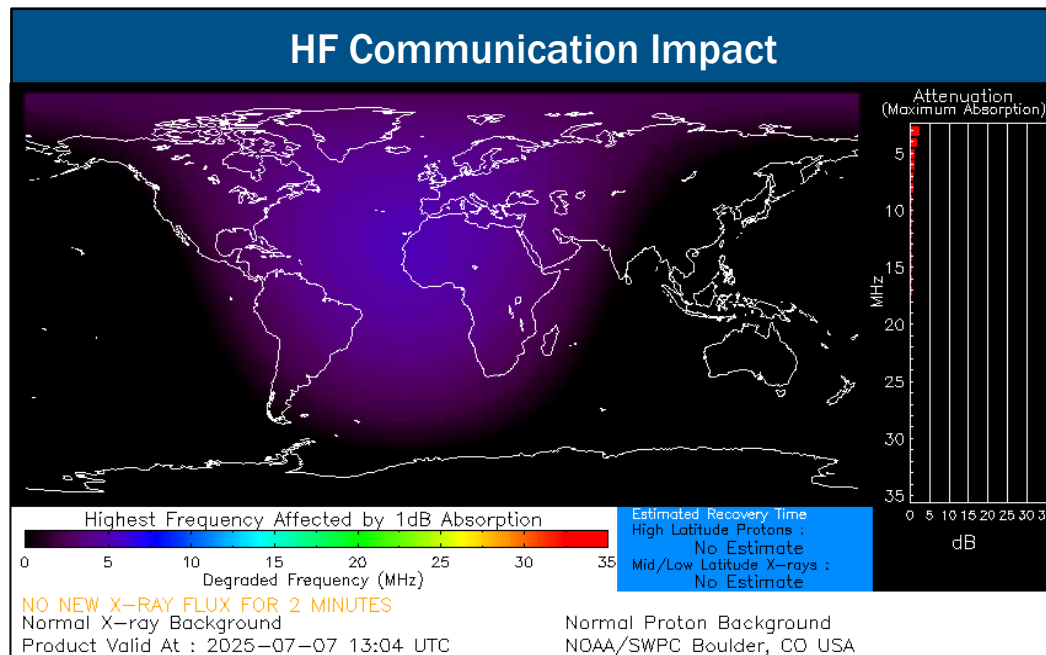 HF Communication Impact
Attenuation
(Maximum Absorption)
5
10
15
20
25
30
35
MHz
0 5 10 15 20 25 30 3
dB
Highest Frequency Affected by 1dB Absorption
0 5 10 15 20 25 30 35
Degraded Frequency (MHz)
Estimated Recovery Time
High Latitude Protons :
No Estimate
Mid/Low Latitude X-rays :
No Estimate
NO NEW X-RAY FLUX FOR 2 MINUTES
Normal X-ray Background
Normal Proton Background
Product Valid At : 2025-07-07 13:04 UTC
NOAA/SWPC Boulder, CO USA